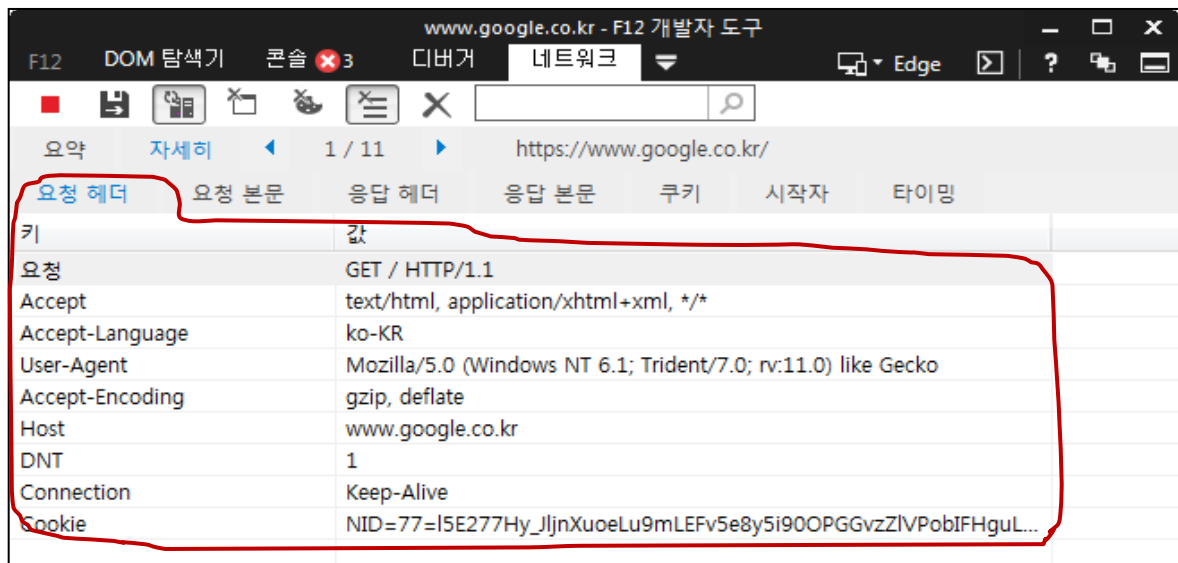 www.google.co.kr - F12 개발자 도구
F12 DOM 탐색기 콘솔 3 디버거 네트워크 Edge ?
요약 자세히 1 / 11 https://www.google.co.kr/
요청 헤더 요청 본문 응답 헤더 응답 본문 쿠키 시작자 타이밍
키 값
요청 GET / HTTP/1.1
Accept text/html, application/xhtml+xml, */*
Accept-Language ko-KR
User-Agent Mozilla/5.0 (Windows NT 6.1; Trident/7.0; rv:11.0) like Gecko
Accept-Encoding gzip, deflate
Host www.google.co.kr
DNT 1
Connection Keep-Alive
Cookie